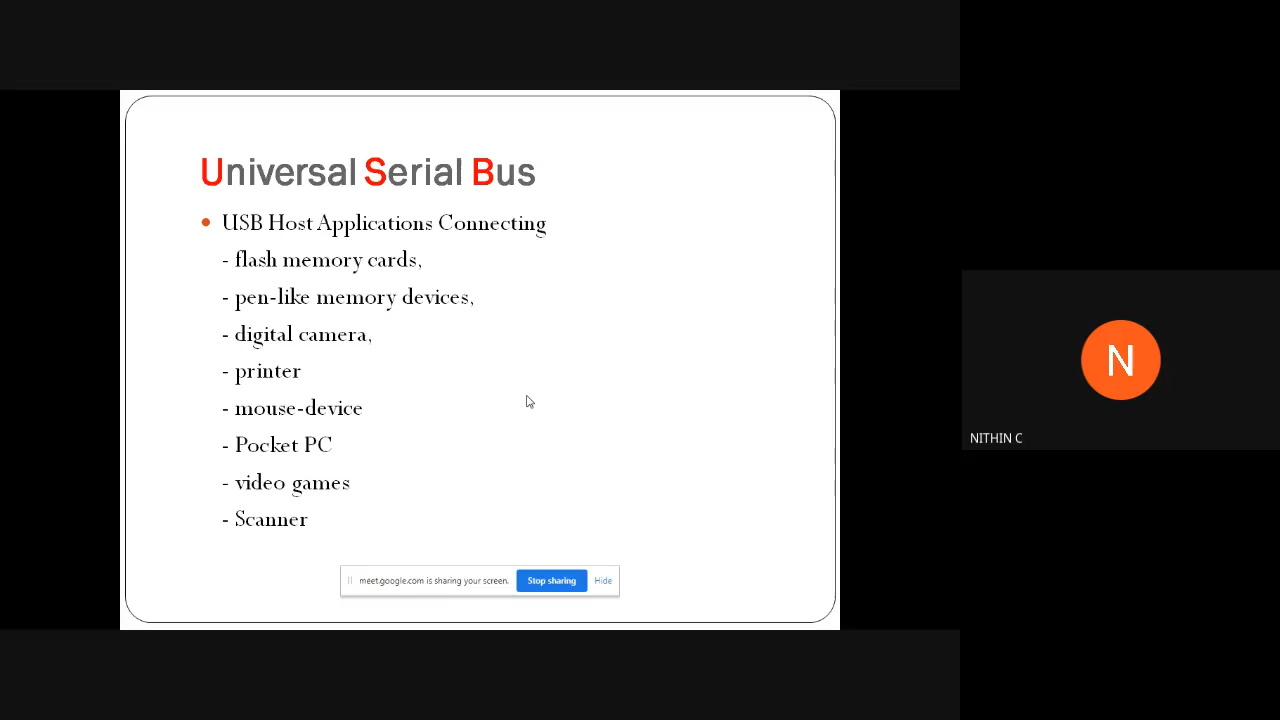 Universal Serial Bus
• USB Host Applications Connecting
- flash memory cards,
- pen-like memory devices,
- digital camera,
- printer
- mouse-device
- Pocket PC
- video games
- Scanner
meet.google.com is sharing your screen. Stop sharing Hide
N
NITHIN C